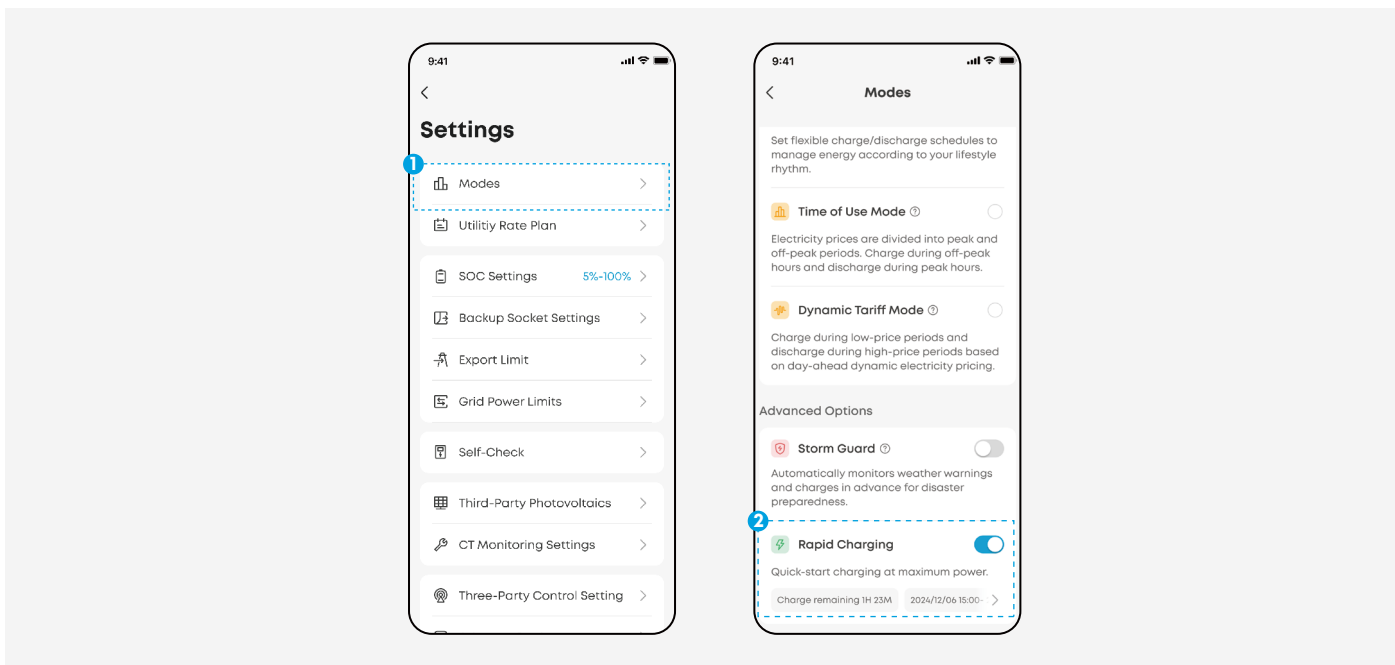 9:41
Settings
1
Modes
Utilitiy Rate Plan
SOC Settings 5%-100%
Backup Socket Settings
Export Limit
Grid Power Limits
Self-Check
Third-Party Photovoltaics
CT Monitoring Settings
Three-Party Control Setting
9:41
Modes
Set flexible charge/discharge schedules to
manage energy according to your lifestyle
rhythm.
Time of Use Mode ?
Electricity prices are divided into peak and
off-peak periods. Charge during off-peak
hours and discharge during peak hours.
Dynamic Tariff Mode ?
Charge during low-price periods and
discharge during high-price periods based
on day-ahead dynamic electricity pricing.
Advanced Options
Storm Guard ?
Automatically monitors weather warnings
and charges in advance for disaster
preparedness.
2
Rapid Charging
Quick-start charging at maximum power.
Charge remaining 1H 23M 2024/12/06 15:00-